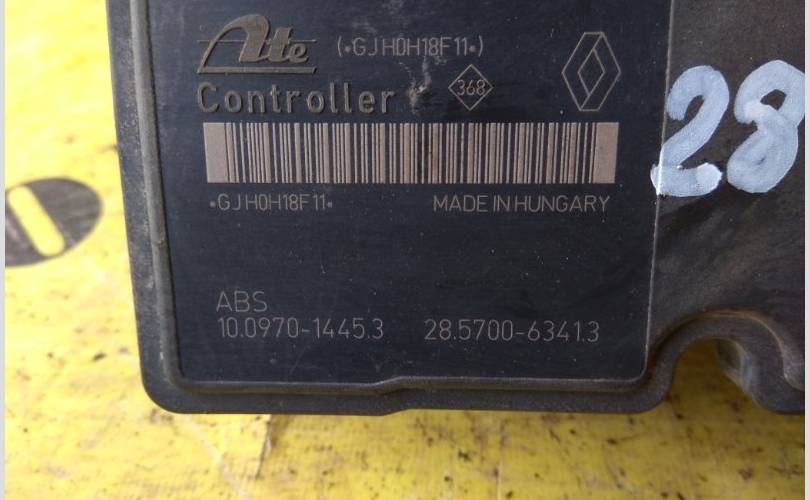 Ate (•GJH0H18F11•)
Controller 368
•GJH0H18F11• MADE IN HUNGARY
28
ABS
10.0970-1445.3 28.5700-6341.3